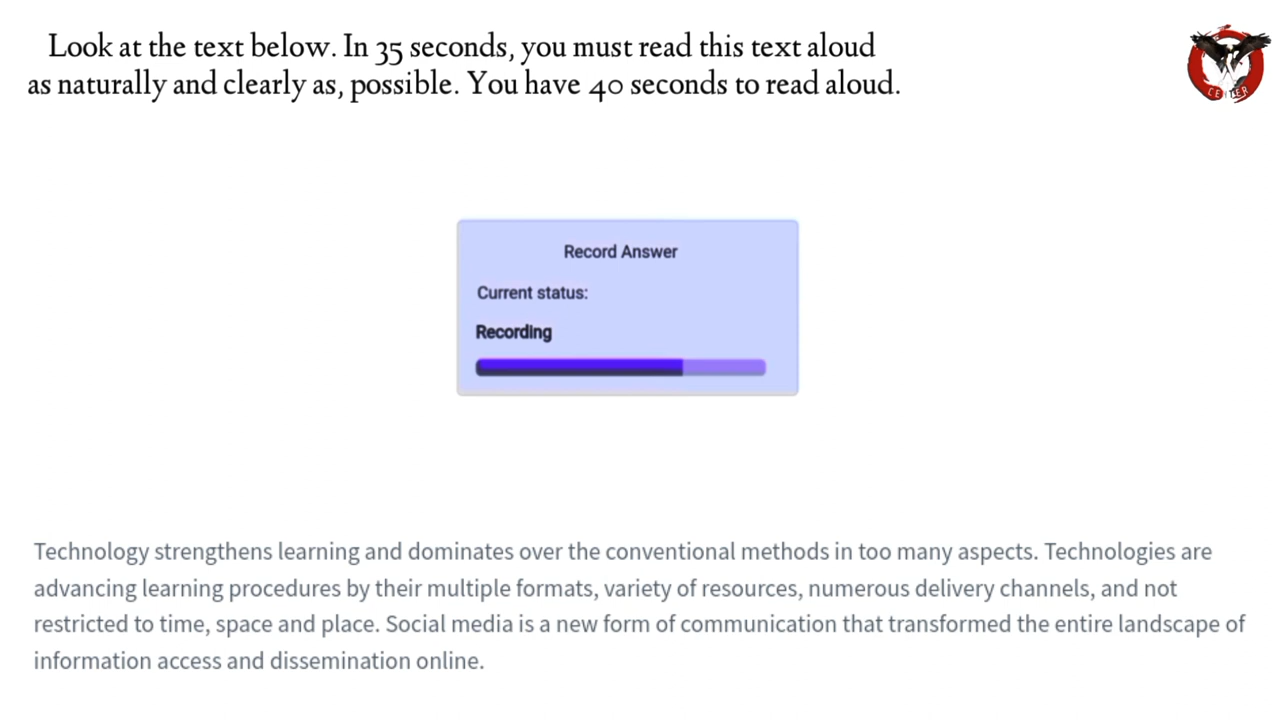 Look at the text below. In 35 seconds, you must read this text aloud
as naturally and clearly as, possible. You have 40 seconds to read aloud.
CENTER
Record Answer
Current status:
Recording
Technology strengthens learning and dominates over the conventional methods in too many aspects. Technologies are
advancing learning procedures by their multiple formats, variety of resources, numerous delivery channels, and not
restricted to time, space and place. Social media is a new form of communication that transformed the entire landscape of
information access and dissemination online.